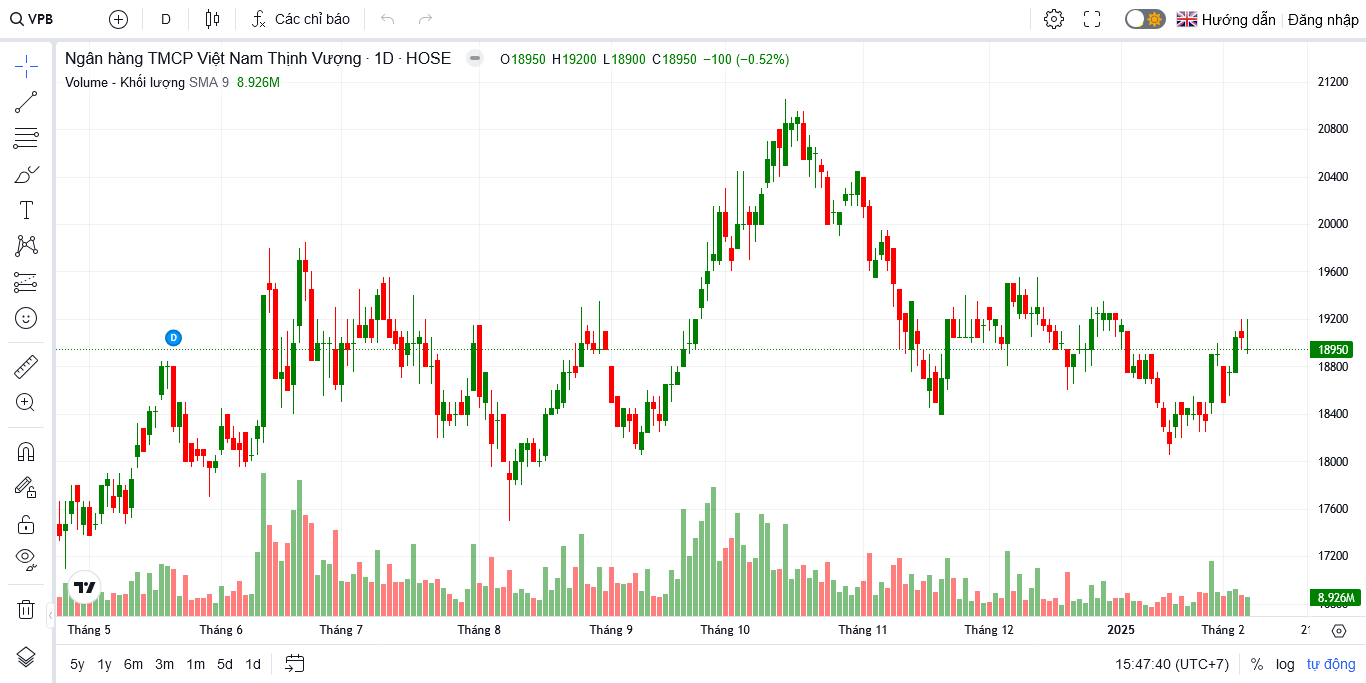 VPB D Các chỉ báo Hướng dẫn Đăng nhập
Ngân hàng TMCP Việt Nam Thịnh Vượng · 1D · HOSE O18950 H19200 L18900 C18950 −100 (−0.52%)
Volume - Khối lượng SMA 9 8.926M
21200
20800
20400
20000
19600
19200
D
18950
18800
18400
18000
17600
17200
8.926M
Tháng 5 Tháng 6 Tháng 7 Tháng 8 Tháng 9 Tháng 10 Tháng 11 Tháng 12 2025 Tháng 2
5y 1y 6m 3m 1m 5d 1d 15:47:40 (UTC+7) % log tự động